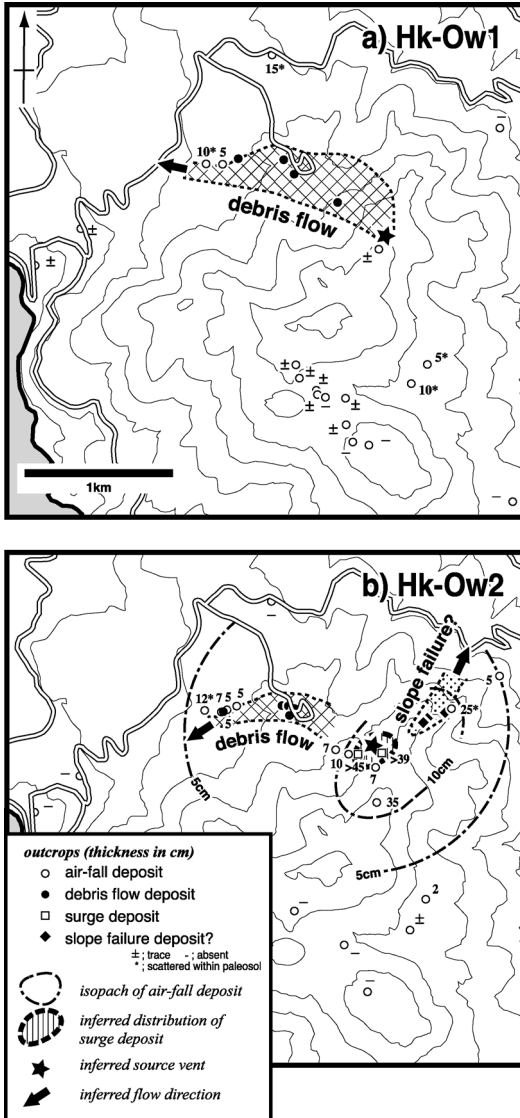 a) Hk-Ow1
15*
–
10* 5
debris flow
±
±
±
5*
10*
±
±
±
±
–
±
±
–
–
–
1km
b) Hk-Ow2
–
slope failure?
5
12* 7 5 5
5
25*
debris flow
7
10
>45
7
>39
10cm
35
5cm
–
–
5cm
2
–
±
–
–
outcrops (thickness in cm)
air-fall deposit
debris flow deposit
surge deposit
slope failure deposit?
± ; trace - ; absent
* ; scattered within paleosol
isopach of air-fall deposit
inferred distribution of
surge deposit
inferred source vent
inferred flow direction